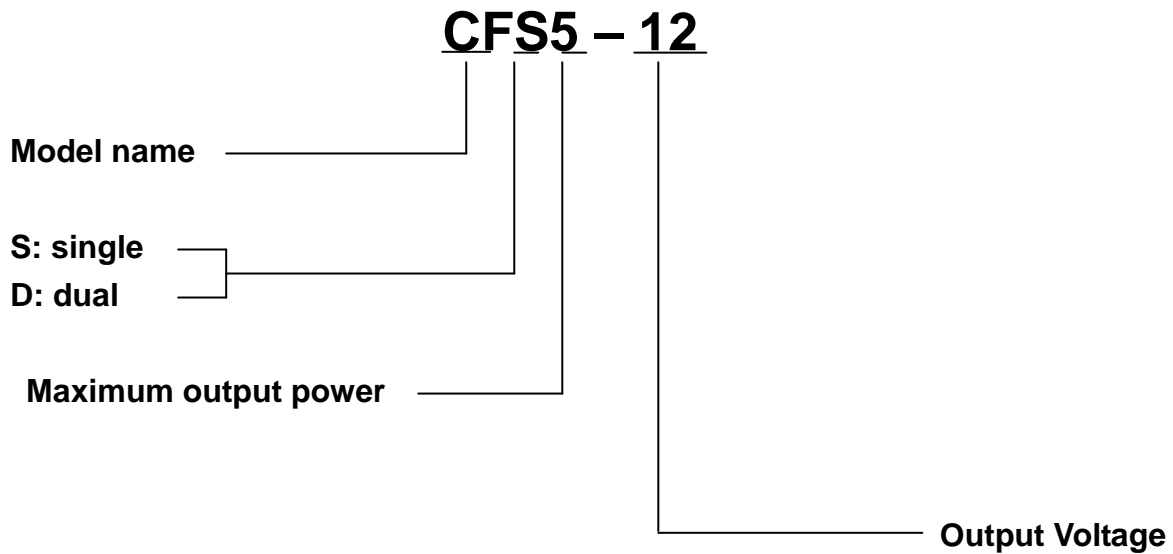 CFS5 – 12
Model name
S: single
D: dual
Maximum output power
Output Voltage